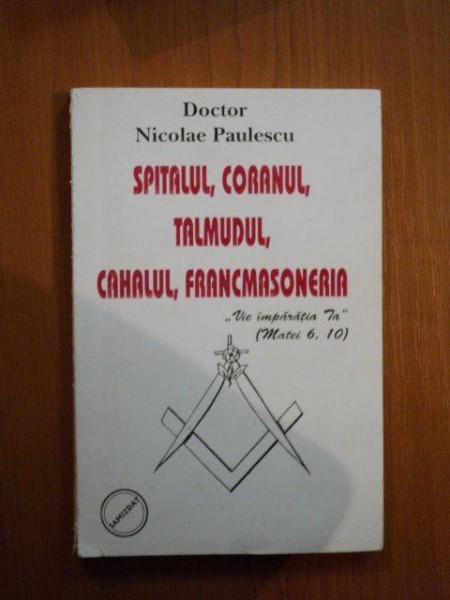 Doctor
Nicolae Paulescu
SPITALUL, CORANUL,
TALMUDUL,
CAHALUL, FRANCMASONERIA
„Vie împărăţia Ta"
(Matei 6, 10)
SAMIZDAT